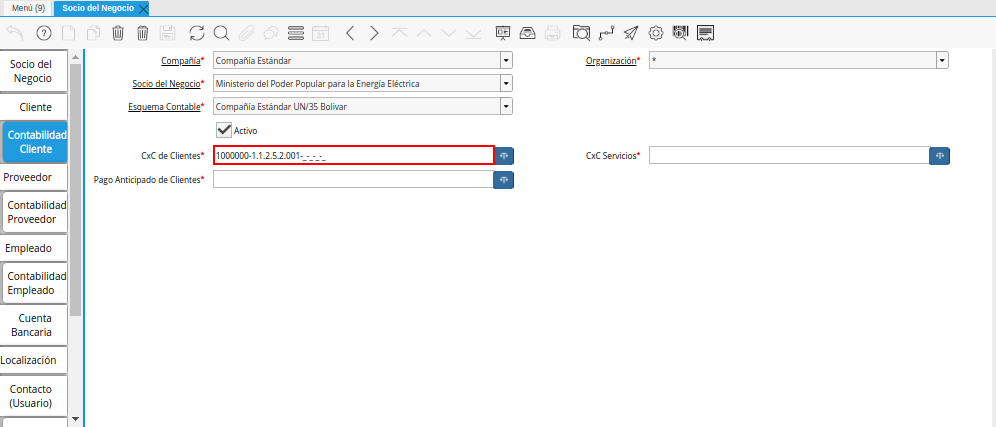 Menú (9)
Socio del Negocio
Socio del
Negocio
Cliente
Contabilidad
Cliente
Proveedor
Contabilidad
Proveedor
Empleado
Contabilidad
Empleado
Cuenta
Bancaria
Localización
Contacto
(Usuario)
Compañía* Compañía Estándar
Organización* *
Socio del Negocio* Ministerio del Poder Popular para la Energía Eléctrica
Esquema Contable* Compañía Estándar UN/35 Bolivar
Activo
CxC de Clientes* 1000000-1.1.2.5.2.001-_-_-_-_
CxC Servicios*
Pago Anticipado de Clientes*